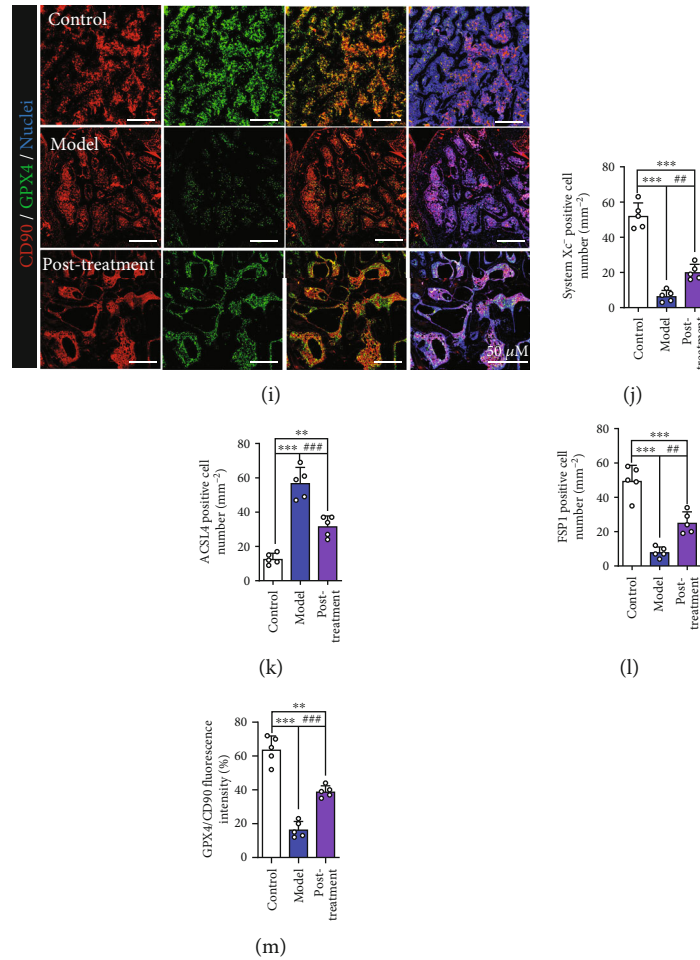 CD90 / GPX4 / Nuclei
Control
Model
Post-treatment
50 μM
(i)
System Xc⁻ positive cell
number (mm⁻²)
80
60
40
20
0
***
*** ##
Control
Model
Post-
treatment
(j)
ACSL4 positive cell
number (mm⁻²)
80
60
40
20
0
**
*** ###
Control
Model
Post-
treatment
(k)
FSP1 positive cell
number (mm⁻²)
80
60
40
20
0
***
*** ##
Control
Model
Post-
treatment
(l)
GPX4/CD90 fluorescence
intensity (%)
80
60
40
20
0
**
*** ###
Control
Model
Post-
treatment
(m)